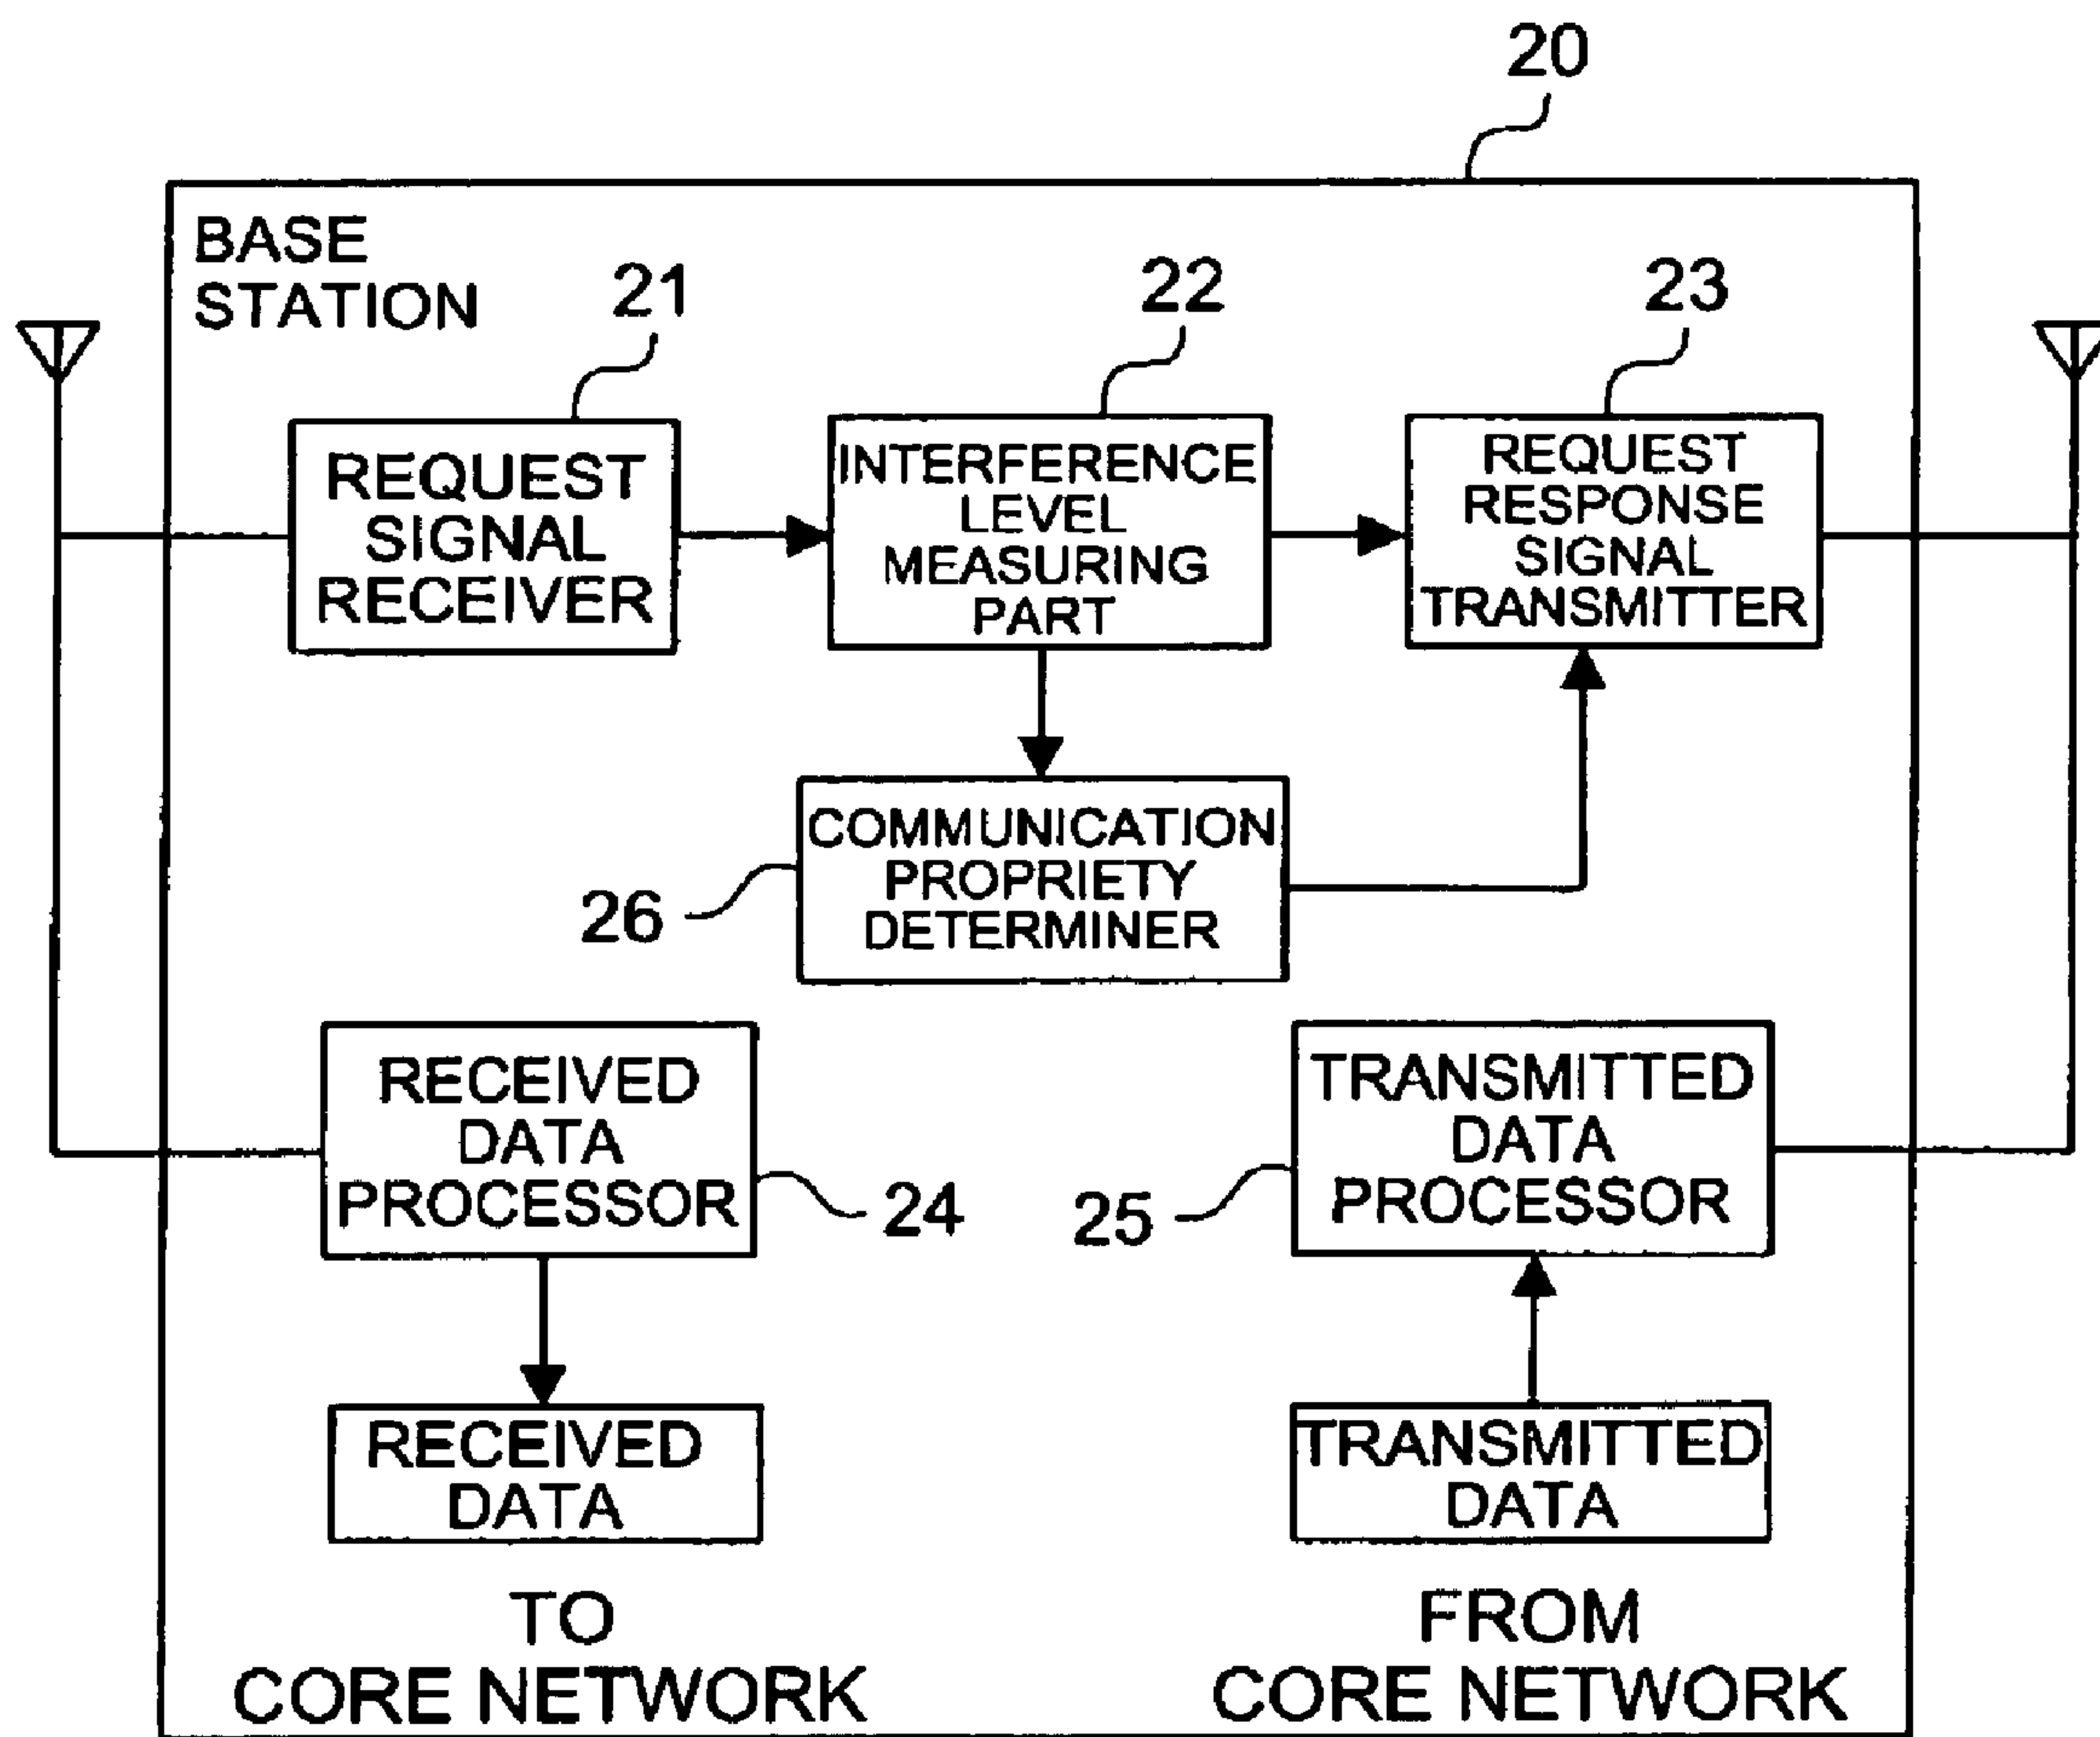 20
BASE
STATION
21
22
23
REQUEST
SIGNAL
RECEIVER
INTERFERENCE
LEVEL
MEASURING
PART
REQUEST
RESPONSE
SIGNAL
TRANSMITTER
COMMUNICATION
PROPRIETY
DETERMINER
26
RECEIVED
DATA
PROCESSOR
24
25
TRANSMITTED
DATA
PROCESSOR
RECEIVED
DATA
TRANSMITTED
DATA
TO
CORE NETWORK
FROM
CORE NETWORK